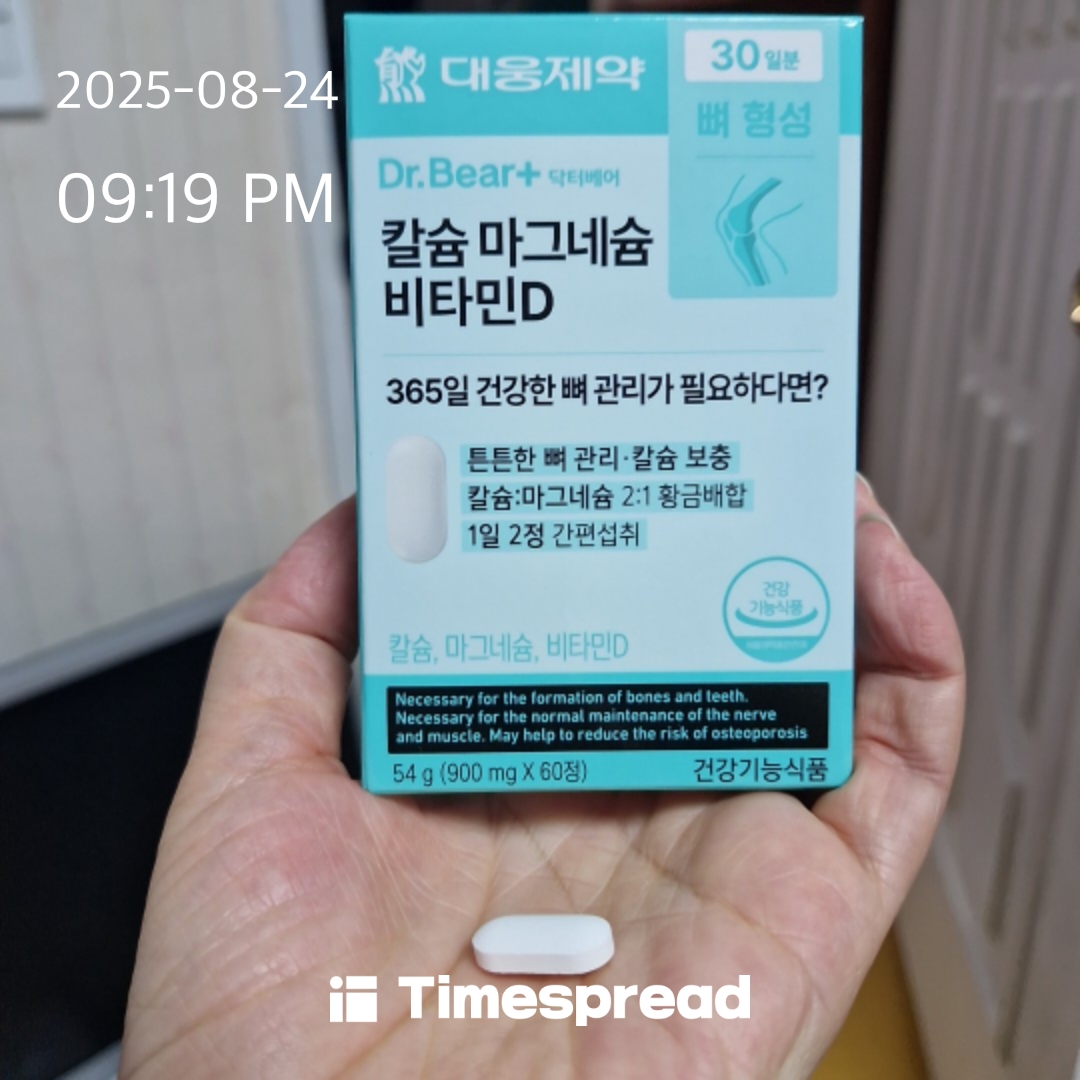 2025-08-24
09:19 PM
대웅제약
30일분
뼈 형성
Dr.Bear+ 닥터베어
칼슘 마그네슘
비타민D
365일 건강한 뼈 관리가 필요하다면?
튼튼한 뼈 관리·칼슘 보충
칼슘:마그네슘 2:1 황금배합
1일 2정 간편섭취
건강
기능식품
칼슘, 마그네슘, 비타민D
Necessary for the formation of bones and teeth.
Necessary for the normal maintenance of the nerve
and muscle. May help to reduce the risk of osteoporosis
54 g (900 mg X 60정)
건강기능식품
Timespread